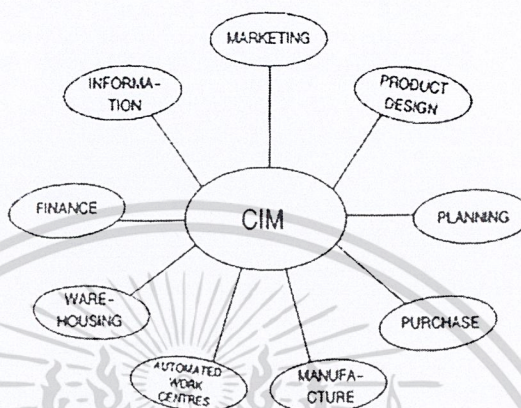 MARKETING
PRODUCT
DESIGN
PLANNING
PURCHASE
MANUFA-
CTURE
AUTOMATED
WORK
CENTRES
WARE-
HOUSING
FINANCE
INFORMA-
TION
CIM